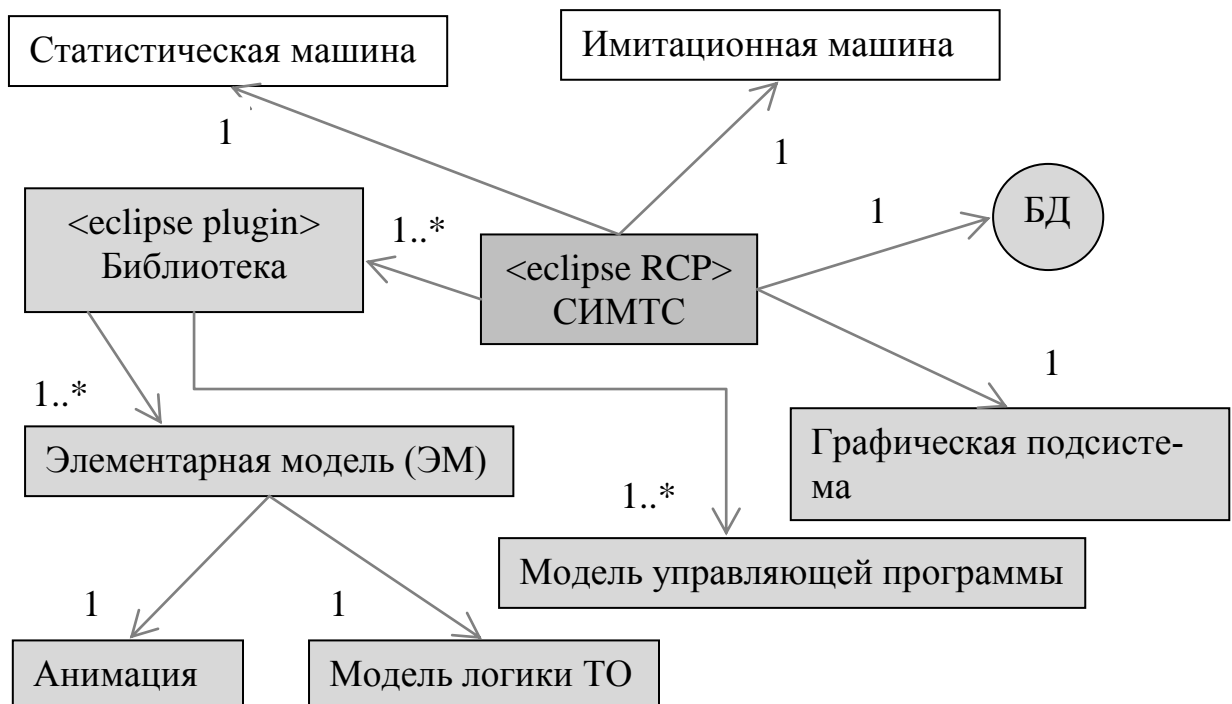 Статистическая машина
Имитационная машина
1
1
<eclipse plugin>
Библиотека
1..*
<eclipse RCP>
СИМТС
1
БД
1..*
1
Элементарная модель (ЭМ)
Графическая подсисте-
ма
1..*
Модель управляющей программы
1
1
Анимация
Модель логики ТО